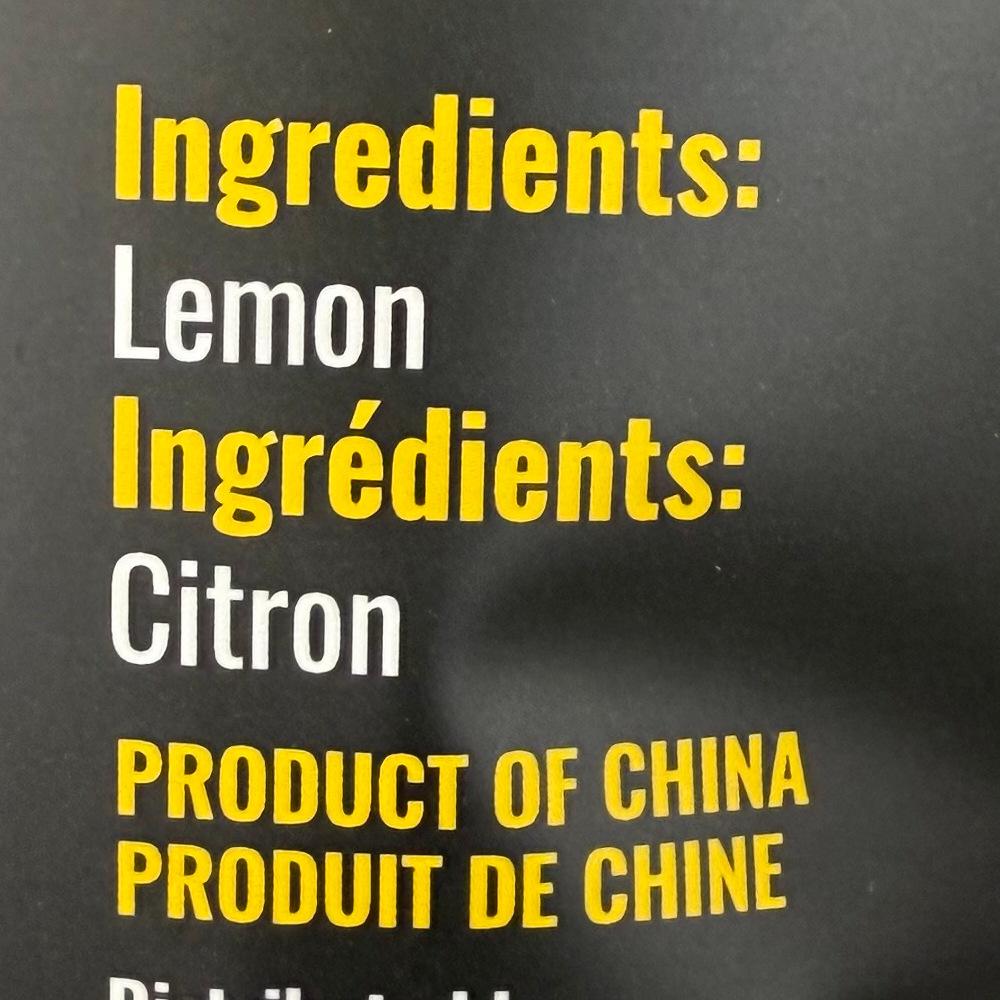 Ingredients:
Lemon
Ingrédients:
Citron
PRODUCT OF CHINA
PRODUIT DE CHINE